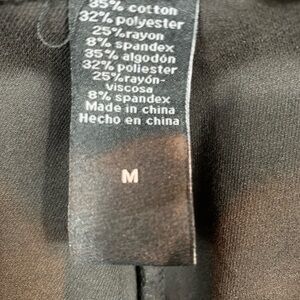 35% cotton
32% polyester
25%rayon
8% spandex
35% algodón
32% poliester
25%rayón-
viscosa
8% spandex
Made in china
Hecho en china
M